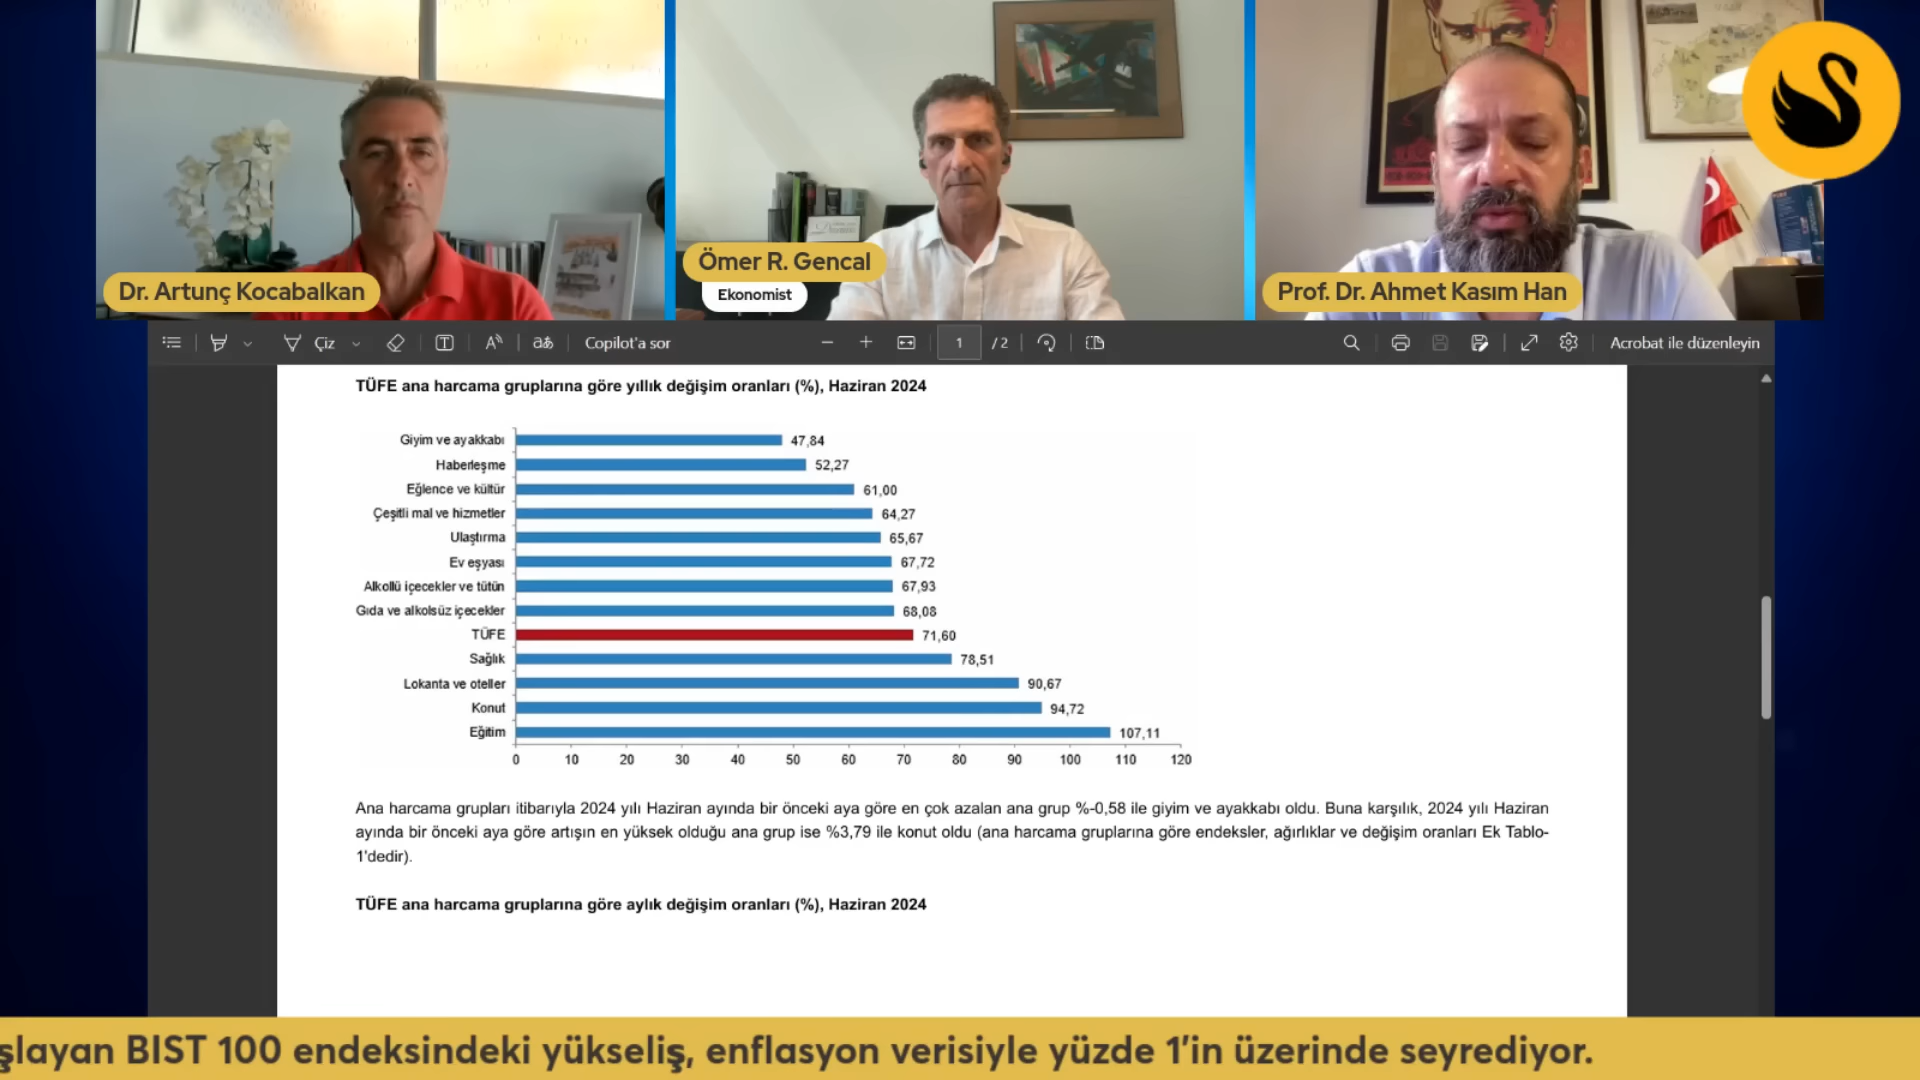 Dr. Artunç Kocabalkan
Ömer R. Gencal
Ekonomist
Prof. Dr. Ahmet Kasım Han
Çiz
Copilot'a sor
1 / 2
Acrobat ile düzenleyin
TÜFE ana harcama gruplarına göre yıllık değişim oranları (%), Haziran 2024
Giyim ve ayakkabı 47,84
Haberleşme 52,27
Eğlence ve kültür 61,00
Çeşitli mal ve hizmetler 64,27
Ulaştırma 65,67
Ev eşyası 67,72
Alkollü içecekler ve tütün 67,93
Gıda ve alkolsüz içecekler 68,08
TÜFE 71,60
Sağlık 78,51
Lokanta ve oteller 90,67
Konut 94,72
Eğitim 107,11
0 10 20 30 40 50 60 70 80 90 100 110 120
Ana harcama grupları itibarıyla 2024 yılı Haziran ayında bir önceki aya göre en çok azalan ana grup %-0,58 ile giyim ve ayakkabı oldu. Buna karşılık, 2024 yılı Haziran
ayında bir önceki aya göre artışın en yüksek olduğu ana grup ise %3,79 ile konut oldu (ana harcama gruplarına göre endeksler, ağırlıklar ve değişim oranları Ek Tablo-
1'dedir).
TÜFE ana harcama gruplarına göre aylık değişim oranları (%), Haziran 2024
şlayan BIST 100 endeksindeki yükseliş, enflasyon verisiyle yüzde 1'in üzerinde seyrediyor.